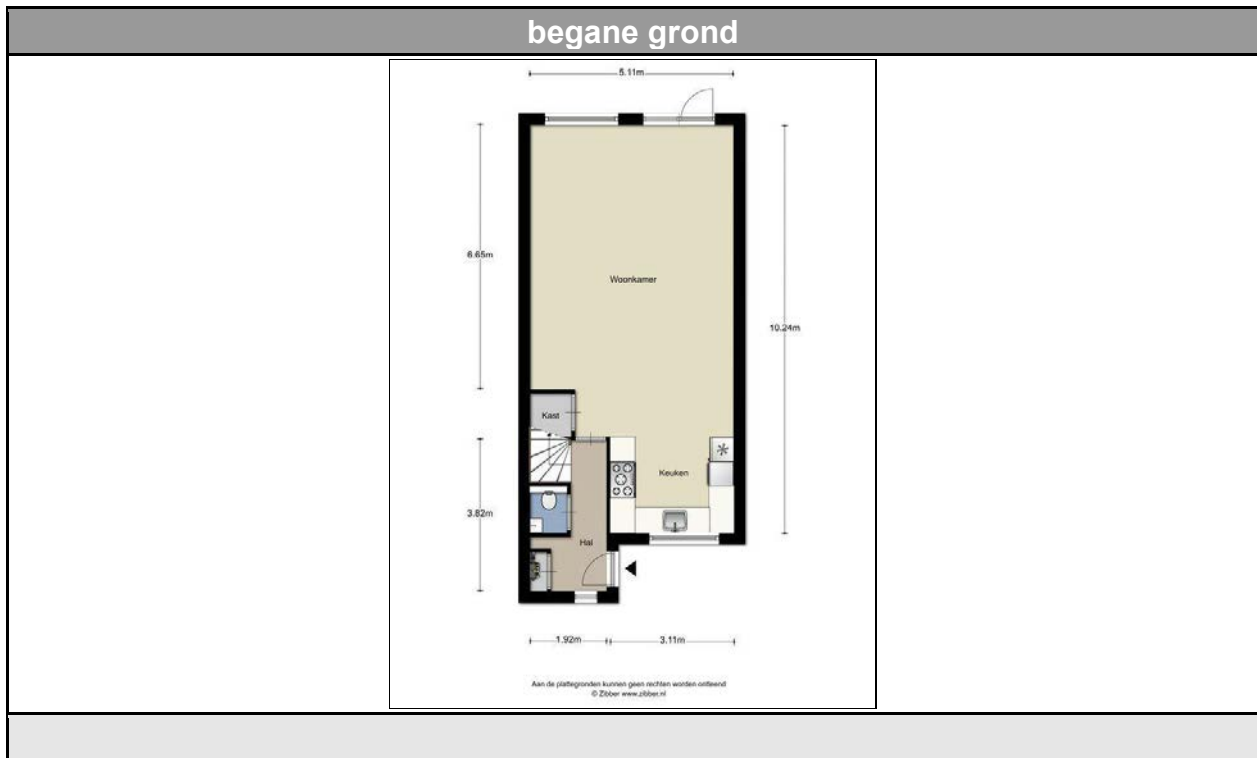 begane grond
5.11m
6.65m
Woonkamer
10.24m
Kast
Keuken
3.82m
Hal
1.92m
3.11m
Aan de plattegronden kunnen geen rechten worden ontleend
© Zibber www.zibber.nl